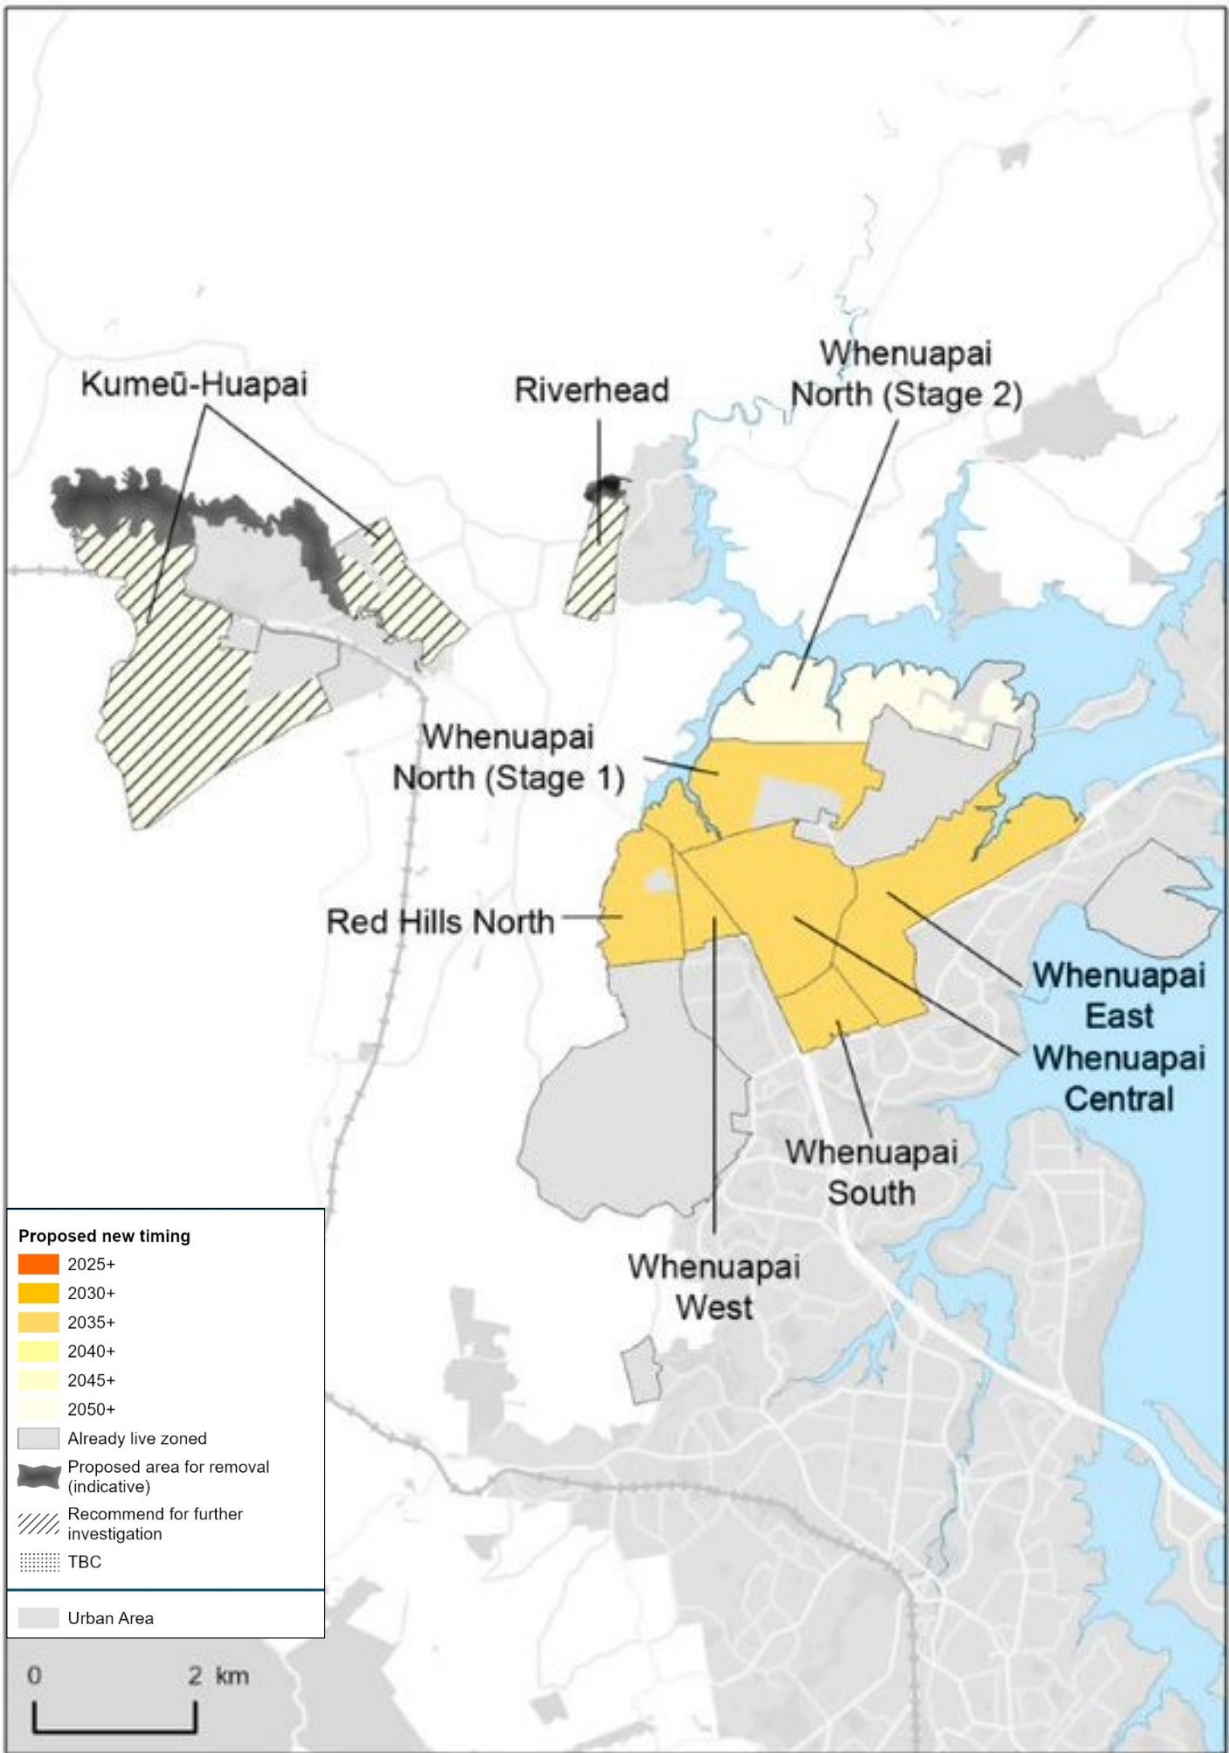 Whenuapai
North (Stage 2)
Kumeū-Huapai
Riverhead
Whenuapai
North (Stage 1)
Red Hills North
Whenuapai
East
Whenuapai
Central
Whenuapai
South
Whenuapai
West
Proposed new timing
2025+
2030+
2035+
2040+
2045+
2050+
Already live zoned
Proposed area for removal
(indicative)
Recommend for further
investigation
TBC
Urban Area
0 2 km